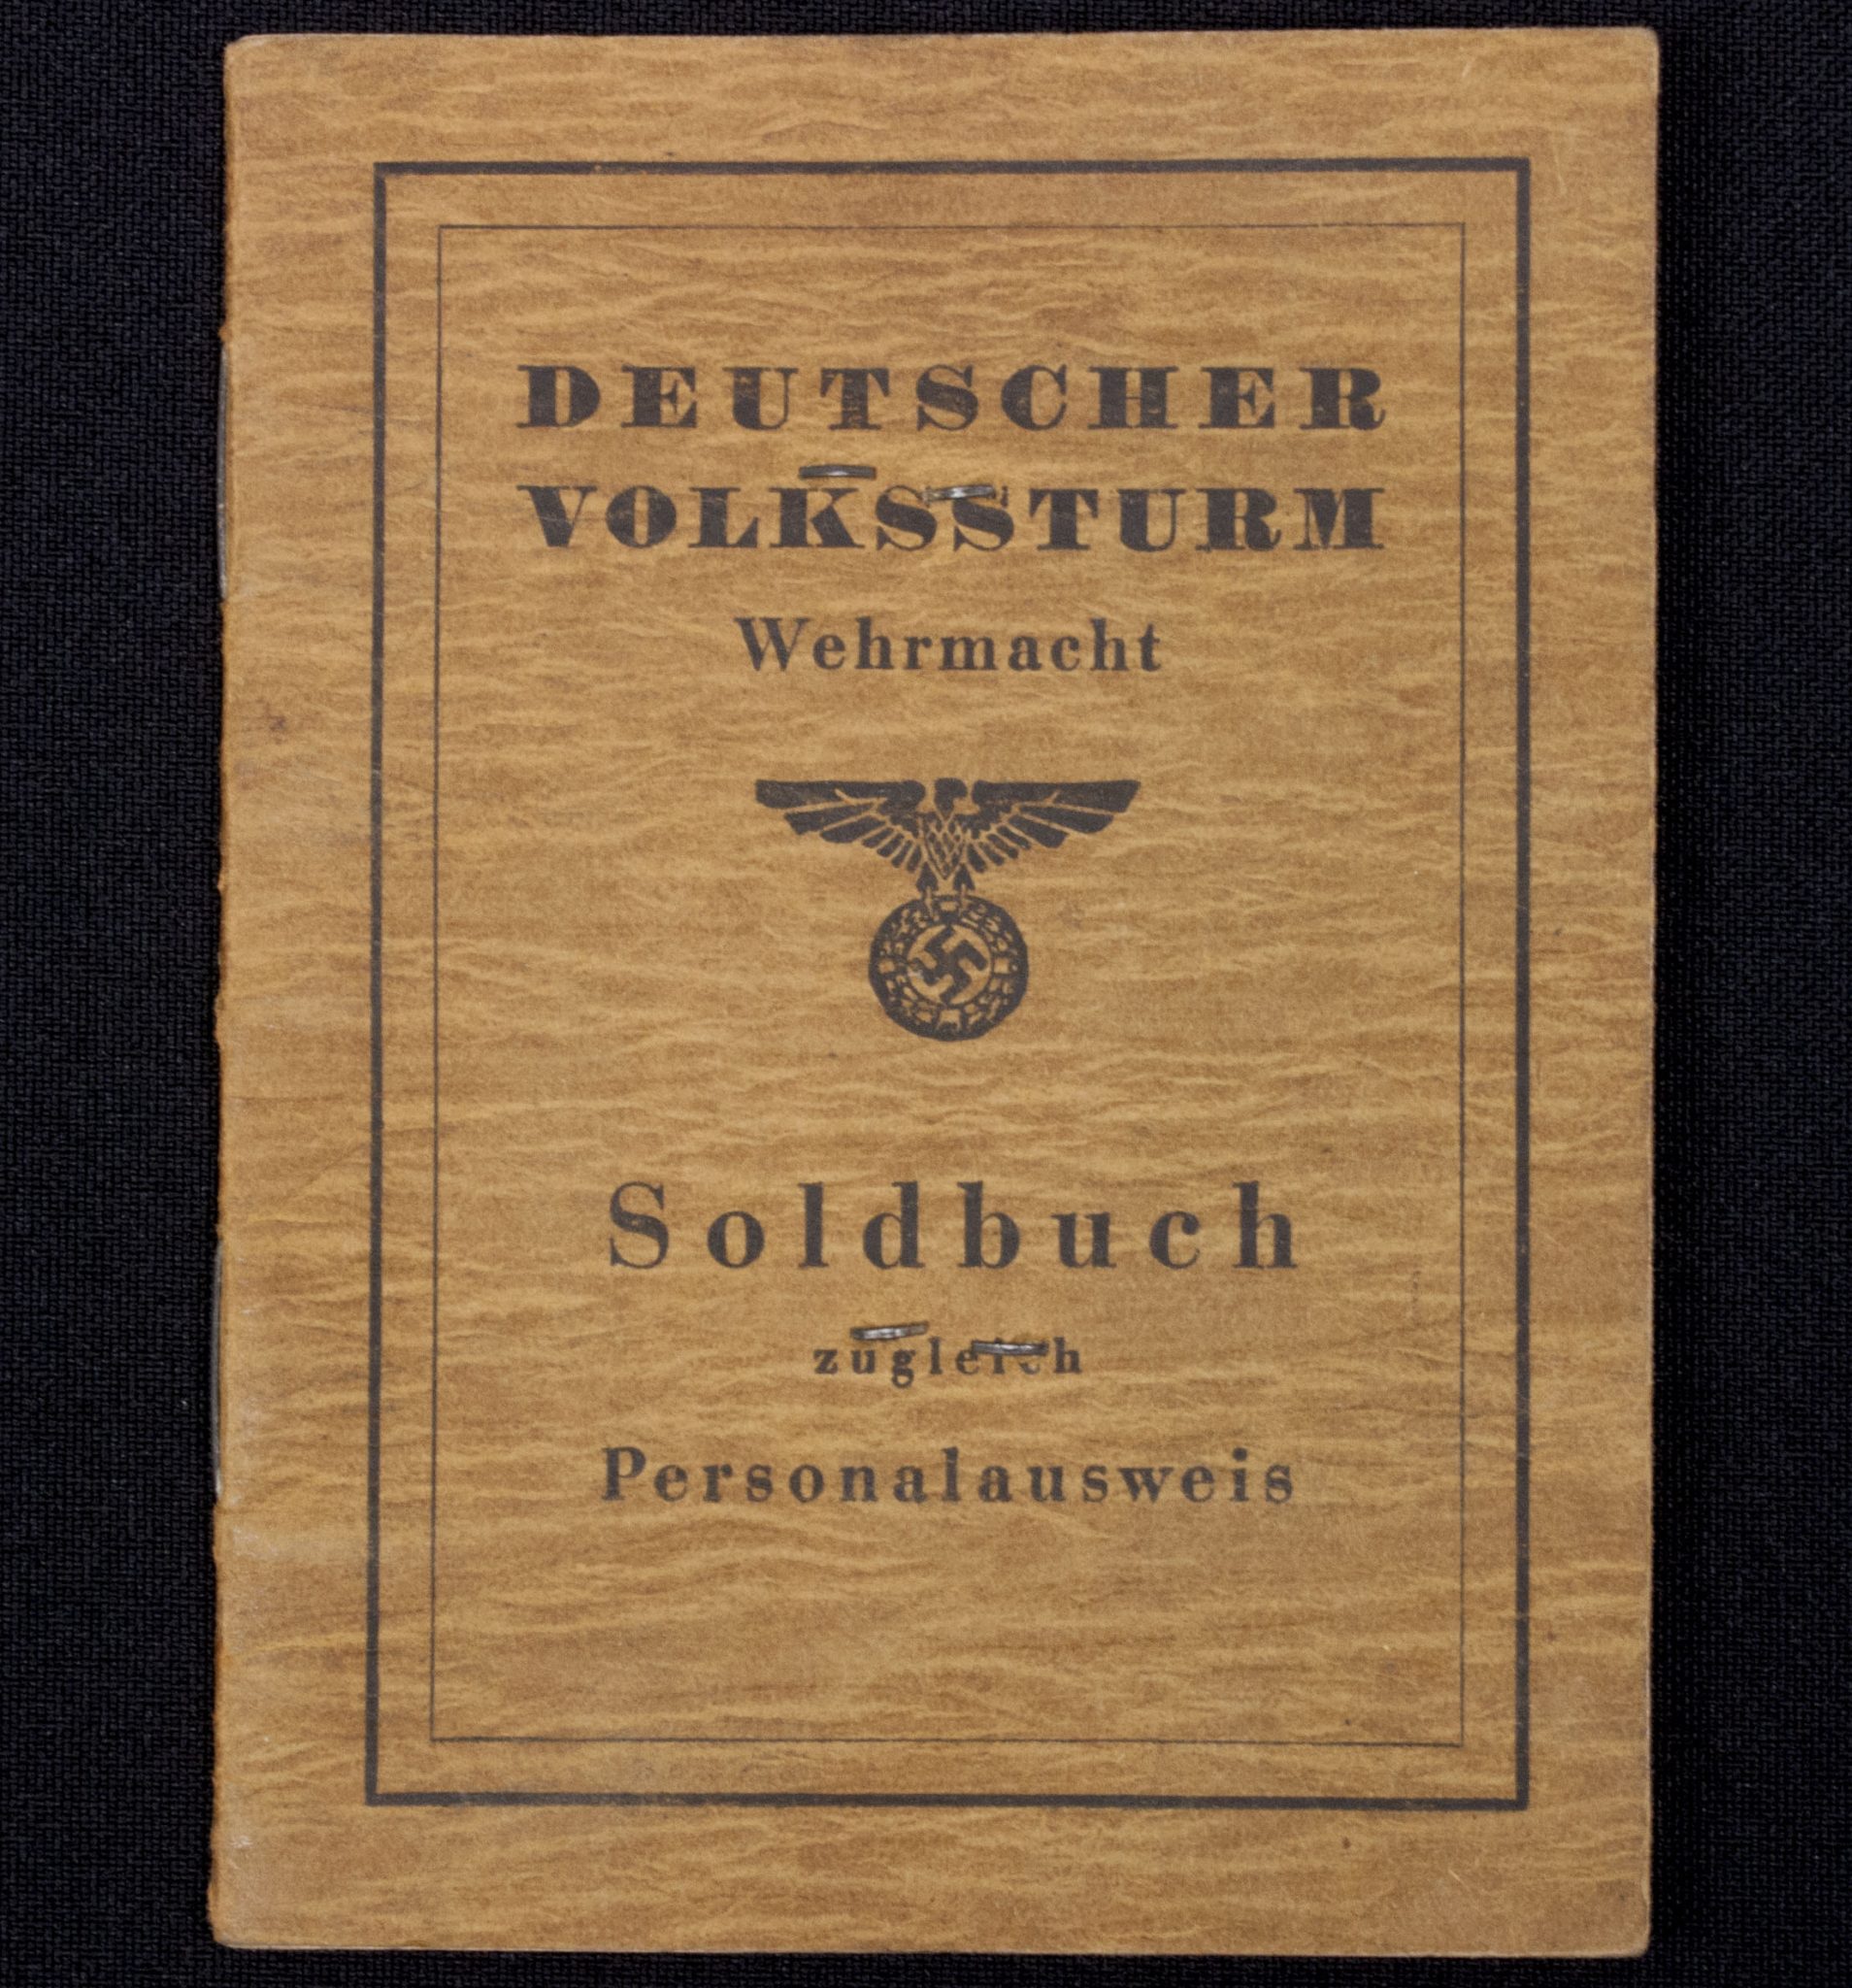 DEUTSCHER
VOLKSSTURM
Wehrmacht
Soldbuch
zugleich
Personalausweis